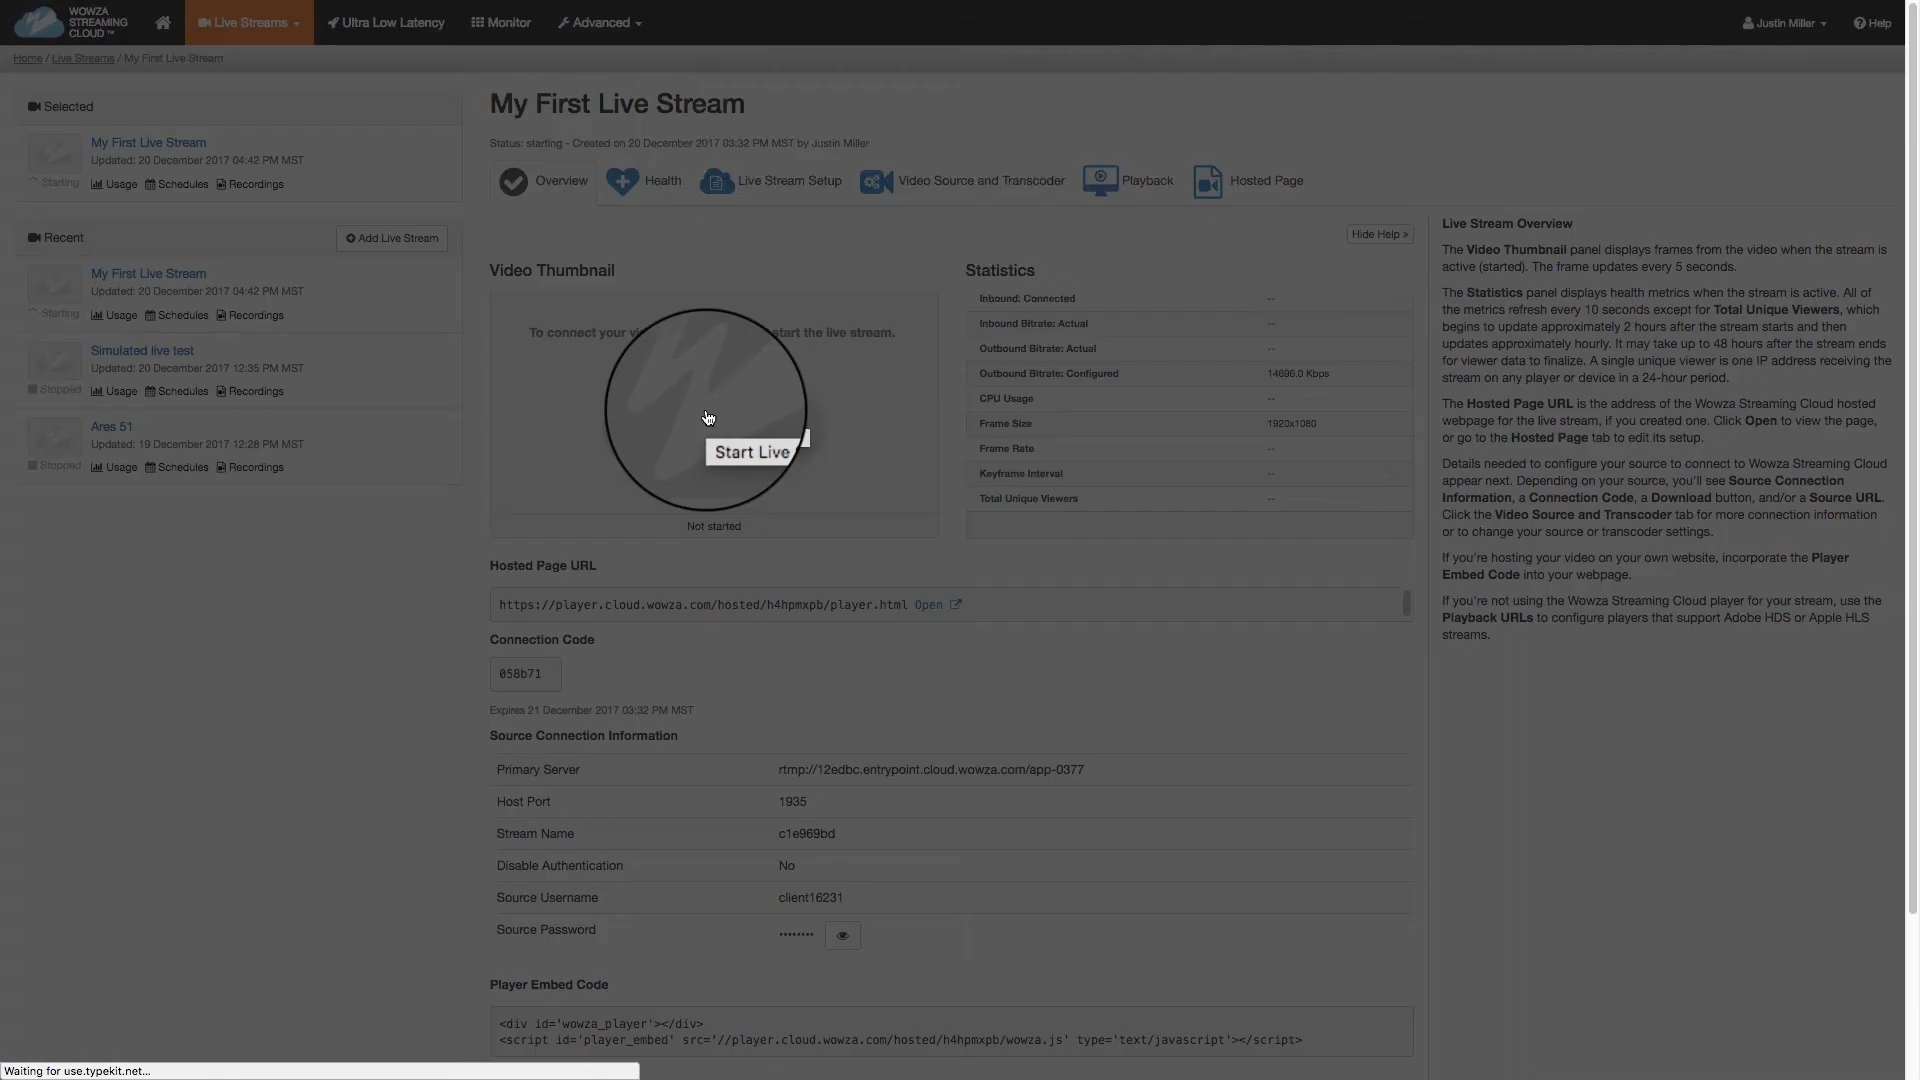 WOWZA
STREAMING
CLOUD™
Live Streams
Ultra Low Latency
Monitor
Advanced
Justin Miller
Help
Home / Live Streams / My First Live Stream
Selected
My First Live Stream
Updated: 20 December 2017 04:42 PM MST
Starting
Usage Schedules Recordings
Recent
Add Live Stream
My First Live Stream
Updated: 20 December 2017 04:42 PM MST
Starting
Usage Schedules Recordings
Simulated live test
Updated: 20 December 2017 12:35 PM MST
Stopped
Usage Schedules Recordings
Ares 51
Updated: 19 December 2017 12:28 PM MST
Stopped
Usage Schedules Recordings
My First Live Stream
Status: starting - Created on 20 December 2017 03:32 PM MST by Justin Miller
Overview
Health
Live Stream Setup
Video Source and Transcoder
Playback
Hosted Page
Hide Help »
Video Thumbnail
To connect your vi start the live stream.
Start Live
Not started
Statistics
Inbound: Connected --
Inbound Bitrate: Actual --
Outbound Bitrate: Actual --
Outbound Bitrate: Configured 14696.0 Kbps
CPU Usage --
Frame Size 1920x1080
Frame Rate --
Keyframe Interval --
Total Unique Viewers --
Hosted Page URL
https://player.cloud.wowza.com/hosted/h4hpmxpb/player.html Open
Connection Code
058b71
Expires 21 December 2017 03:32 PM MST
Source Connection Information
Primary Server rtmp://12edbc.entrypoint.cloud.wowza.com/app-0377
Host Port 1935
Stream Name c1e969bd
Disable Authentication No
Source Username client16231
Source Password ••••••••
Player Embed Code
<div id='wowza_player'></div>
<script id='player_embed' src='//player.cloud.wowza.com/hosted/h4hpmxpb/wowza.js' type='text/javascript'></script>
Live Stream Overview
The Video Thumbnail panel displays frames from the video when the stream is
active (started). The frame updates every 5 seconds.
The Statistics panel displays health metrics when the stream is active. All of
the metrics refresh every 10 seconds except for Total Unique Viewers, which
begins to update approximately 2 hours after the stream starts and then
updates approximately hourly. It may take up to 48 hours after the stream ends
for viewer data to finalize. A single unique viewer is one IP address receiving the
stream on any player or device in a 24-hour period.
The Hosted Page URL is the address of the Wowza Streaming Cloud hosted
webpage for the live stream, if you created one. Click Open to view the page,
or go to the Hosted Page tab to edit its setup.
Details needed to configure your source to connect to Wowza Streaming Cloud
appear next. Depending on your source, you'll see Source Connection
Information, a Connection Code, a Download button, and/or a Source URL.
Click the Video Source and Transcoder tab for more connection information
or to change your source or transcoder settings.
If you're hosting your video on your own website, incorporate the Player
Embed Code into your webpage.
If you're not using the Wowza Streaming Cloud player for your stream, use the
Playback URLs to configure players that support Adobe HDS or Apple HLS
streams.
Waiting for use.typekit.net...